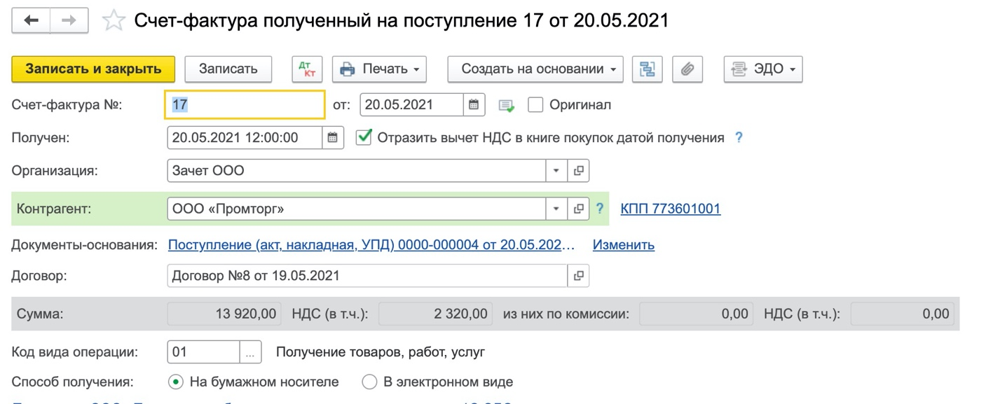 Счет-фактура полученный на поступление 17 от 20.05.2021
Записать и закрыть Записать Дт Кт Печать Создать на основании ЭДО
Счет-фактура №: 17 от: 20.05.2021 Оригинал
Получен: 20.05.2021 12:00:00 Отразить вычет НДС в книге покупок датой получения ?
Организация: Зачет ООО
Контрагент: ООО «Промторг» ? КПП 773601001
Документы-основания: Поступление (акт, накладная, УПД) 0000-000004 от 20.05.202... Изменить
Договор: Договор №8 от 19.05.2021
Сумма: 13 920,00 НДС (в т.ч.): 2 320,00 из них по комиссии: 0,00 НДС (в т.ч.): 0,00
Код вида операции: 01 ... Получение товаров, работ, услуг
Способ получения: На бумажном носителе В электронном виде